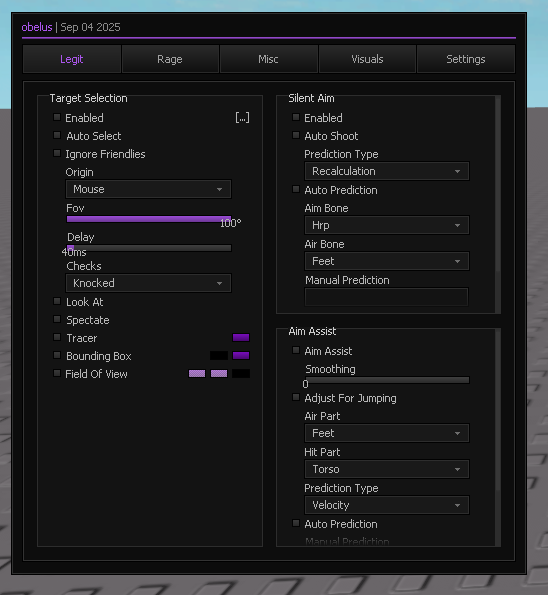 obelus | Sep 04 2025
Legit
Rage
Misc
Visuals
Settings
Target Selection
Enabled
[...]
Auto Select
Ignore Friendlies
Origin
Mouse
Fov
100°
Delay
40ms
Checks
Knocked
Look At
Spectate
Tracer
Bounding Box
Field Of View
Silent Aim
Enabled
Auto Shoot
Prediction Type
Recalculation
Auto Prediction
Aim Bone
Hrp
Air Bone
Feet
Manual Prediction
Aim Assist
Aim Assist
Smoothing
0
Adjust For Jumping
Air Part
Feet
Hit Part
Torso
Prediction Type
Velocity
Auto Prediction
Manual Prediction